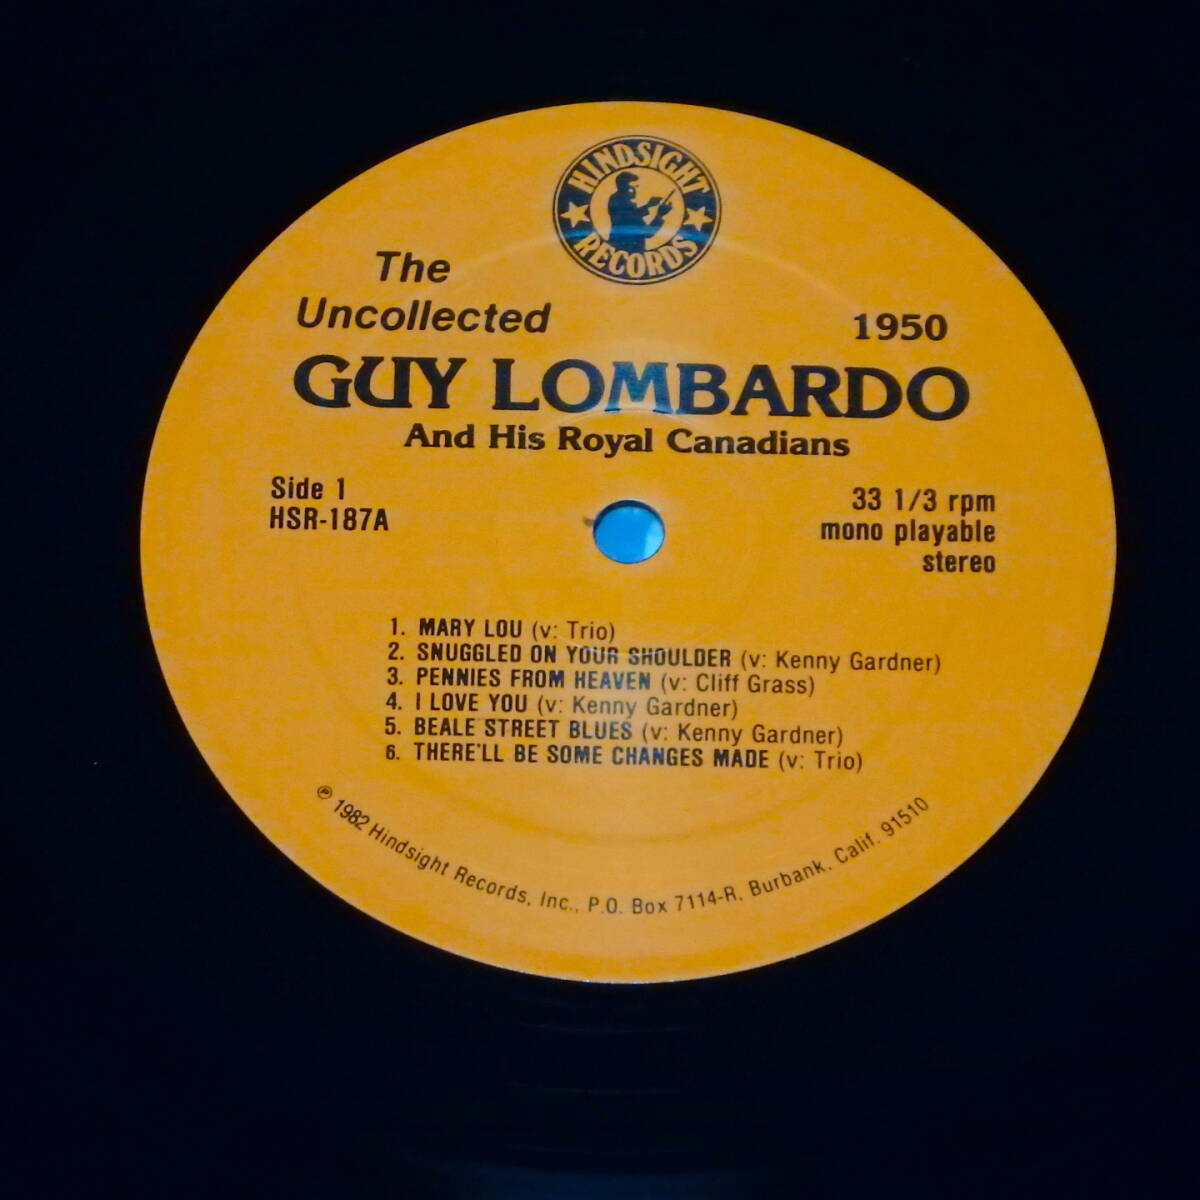 HINDSIGHT
RECORDS
The
Uncollected
1950
GUY LOMBARDO
And His Royal Canadians
Side 1
HSR-187A
33 1/3 rpm
mono playable
stereo
1. MARY LOU (v: Trio)
2. SNUGGLED ON YOUR SHOULDER (v: Kenny Gardner)
3. PENNIES FROM HEAVEN (v: Cliff Grass)
4. I LOVE YOU (v: Kenny Gardner)
5. BEALE STREET BLUES (v: Kenny Gardner)
6. THERE'LL BE SOME CHANGES MADE (v: Trio)
℗ 1982 Hindsight Records, Inc., P.O. Box 7114-R, Burbank, Calif. 91510